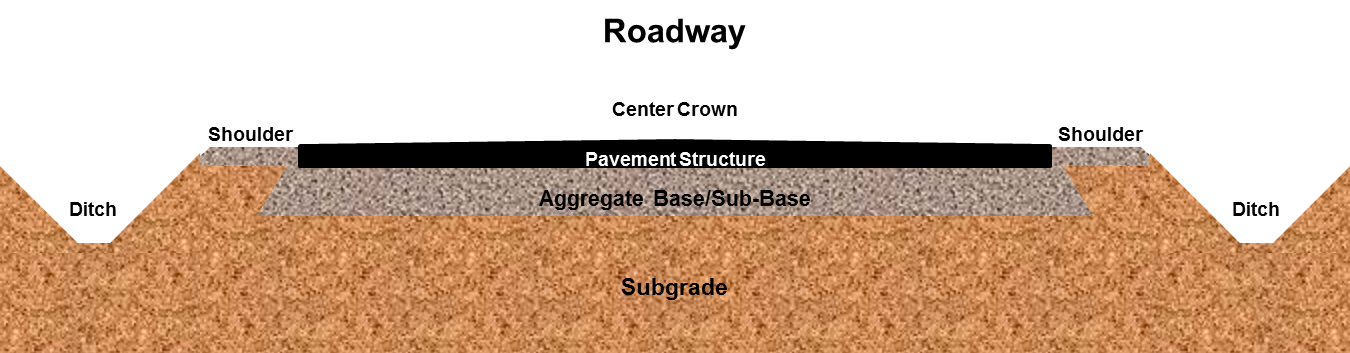 Roadway
Center Crown
Shoulder
Shoulder
Pavement Structure
Aggregate Base/Sub-Base
Ditch
Ditch
Subgrade